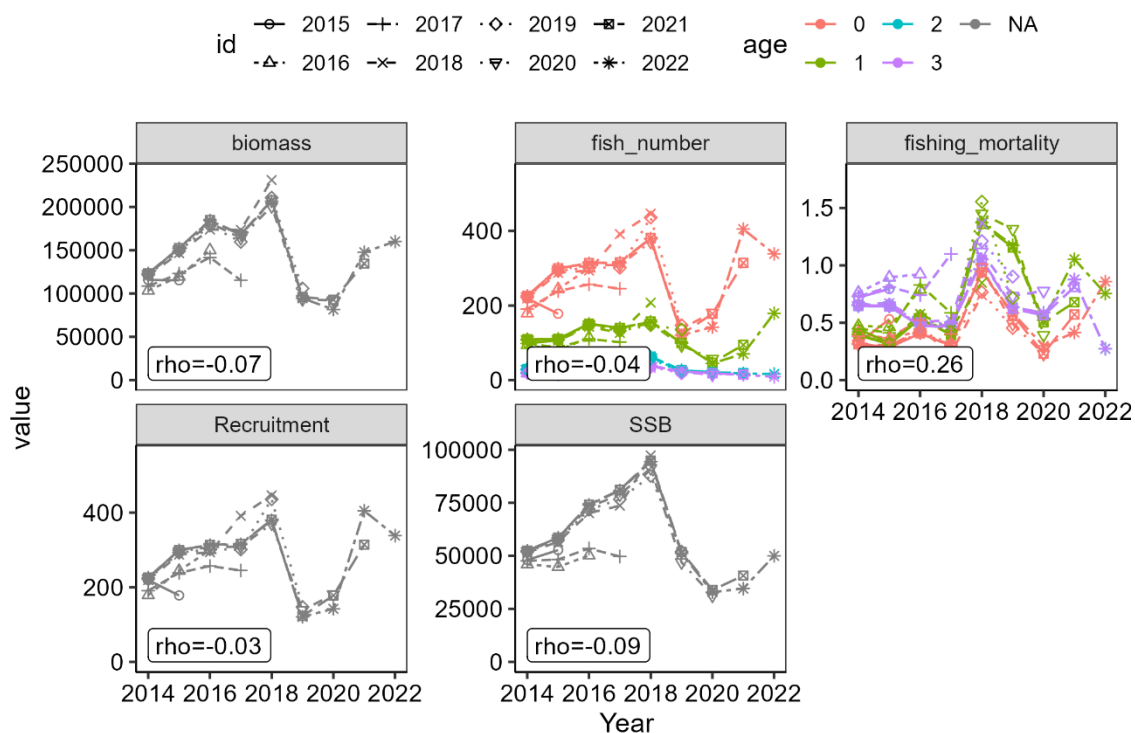 id 2015 2017 2019 2021 age 0 2 NA
2016 2018 2020 2022 1 3
biomass fish_number fishing_mortality
250000
200000
150000
100000
50000
0
rho=-0.07
400
200
0
rho=-0.04
1.5
1.0
0.5
0.0
rho=0.26
2014 2016 2018 2020 2022
value
Recruitment SSB
400
200
0
rho=-0.03
100000
75000
50000
25000
0
rho=-0.09
2014 2016 2018 2020 2022 2014 2016 2018 2020 2022
Year